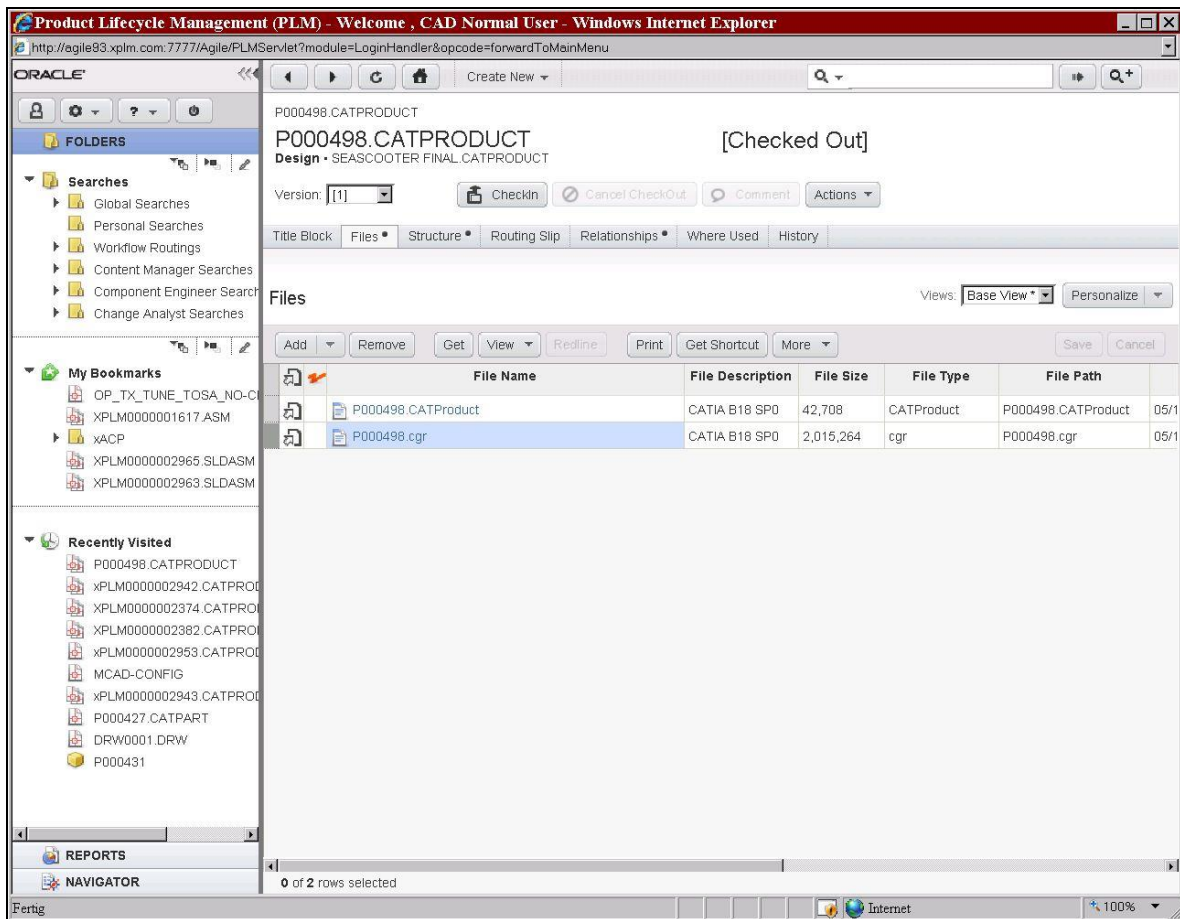 Product Lifecycle Management (PLM) - Welcome , CAD Normal User - Windows Internet Explorer
http://agile93.xplm.com:7777/Agile/PLMServlet?module=LoginHandler&opcode=forwardToMainMenu
ORACLE
Create New
P000498.CATPRODUCT
P000498.CATPRODUCT [Checked Out]
Design • SEASCOOTER FINAL.CATPRODUCT
Version: [1] CheckIn Cancel CheckOut Comment Actions
Title Block Files • Structure • Routing Slip Relationships • Where Used History
Files Views: Base View * Personalize
Add Remove Get View Redline Print Get Shortcut More Save Cancel
File Name File Description File Size File Type File Path
P000498.CATProduct CATIA B18 SP0 42,708 CATProduct P000498.CATProduct 05/1
P000498.cgr CATIA B18 SP0 2,015,264 cgr P000498.cgr 05/1
FOLDERS
Searches
Global Searches
Personal Searches
Workflow Routings
Content Manager Searches
Component Engineer Search
Change Analyst Searches
My Bookmarks
OP_TX_TUNE_TOSA_NO-C
XPLM0000001617.ASM
xACP
XPLM0000002965.SLDASM
XPLM0000002963.SLDASM
Recently Visited
P000498.CATPRODUCT
xPLM0000002942.CATPROD
XPLM0000002374.CATPRO
XPLM0000002382.CATPRO
xPLM0000002953.CATPROD
MCAD-CONFIG
xPLM0000002943.CATPROD
P000427.CATPART
DRW0001.DRW
P000431
REPORTS
NAVIGATOR
0 of 2 rows selected
Fertig Internet 100%